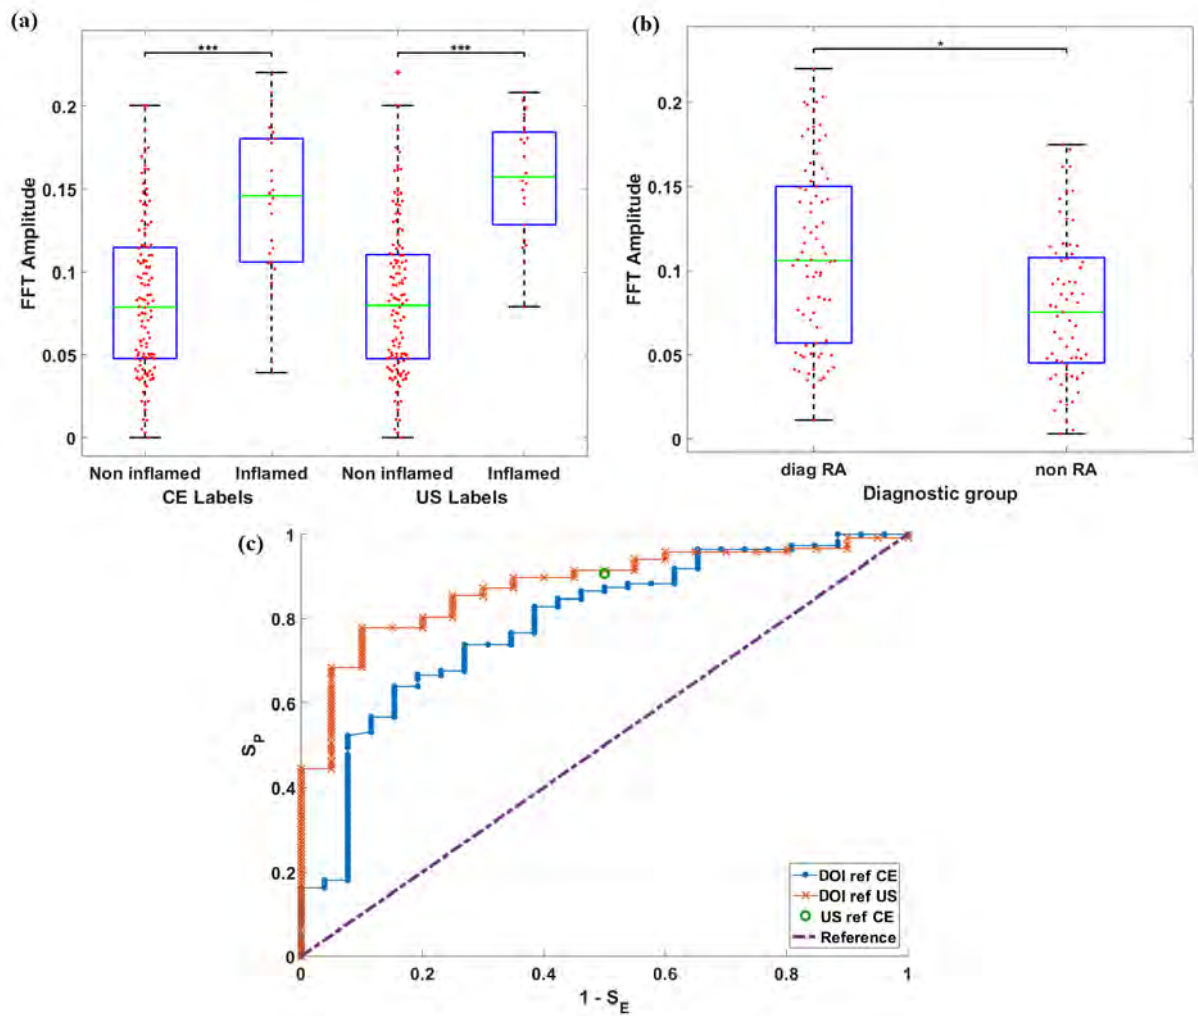 (a)
***
***
FFT Amplitude
0.2
0.15
0.1
0.05
0
Non inflamed Inflamed Non inflamed Inflamed
CE Labels US Labels
(b)
*
FFT Amplitude
0.2
0.15
0.1
0.05
0
diag RA non RA
Diagnostic group
(c)
S_P
1
0.8
0.6
0.4
0.2
0
0 0.2 0.4 0.6 0.8 1
1 - S_E
DOI ref CE
DOI ref US
US ref CE
Reference